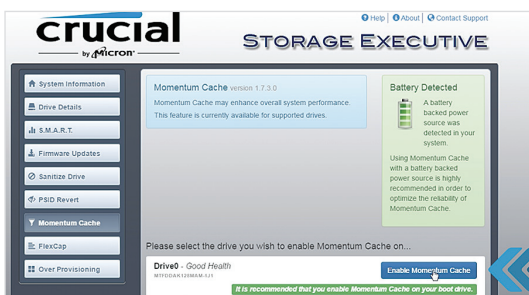 Help | About | Contact Support
crucial
by Micron
STORAGE EXECUTIVE
System Information
Drive Details
S.M.A.R.T.
Firmware Updates
Sanitize Drive
PSID Revert
Momentum Cache
FlexCap
Over Provisioning
Momentum Cache version 1.7.3.0
Momentum Cache may enhance overall system performance.
This feature is currently available for supported drives.
Battery Detected
A battery
backed power
source was
detected in your
system.
Using Momentum Cache
with a battery backed
power source is highly
recommended in order to
optimize the reliability of
Momentum Cache.
Please select the drive you wish to enable Momentum Cache on...
Drive0 - Good Health
Enable Momentum Cache
It is recommended that you enable Momentum Cache on your boot drive.